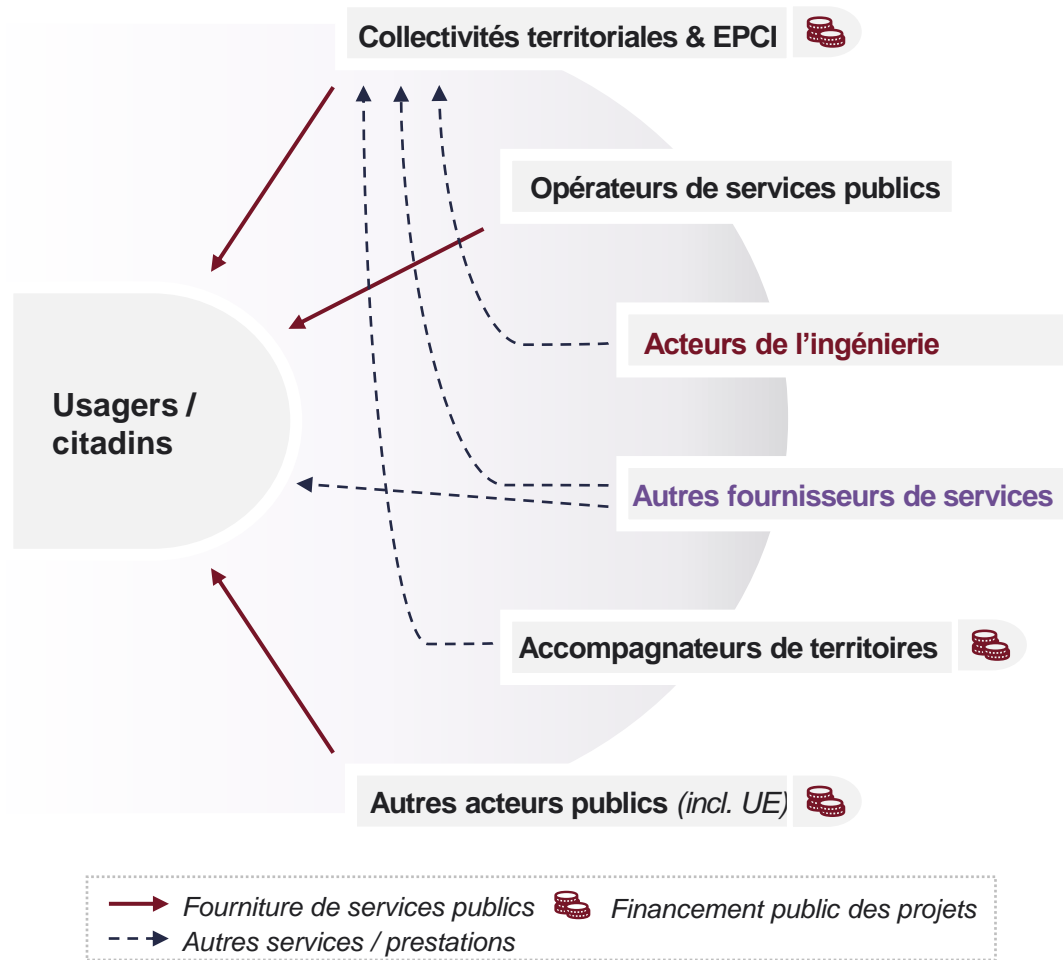 Collectivités territoriales & EPCI
Opérateurs de services publics
Acteurs de l’ingénierie
Usagers /
citadins
Autres fournisseurs de services
Accompagnateurs de territoires
Autres acteurs publics (incl. UE)
Fourniture de services publics
Financement public des projets
Autres services / prestations